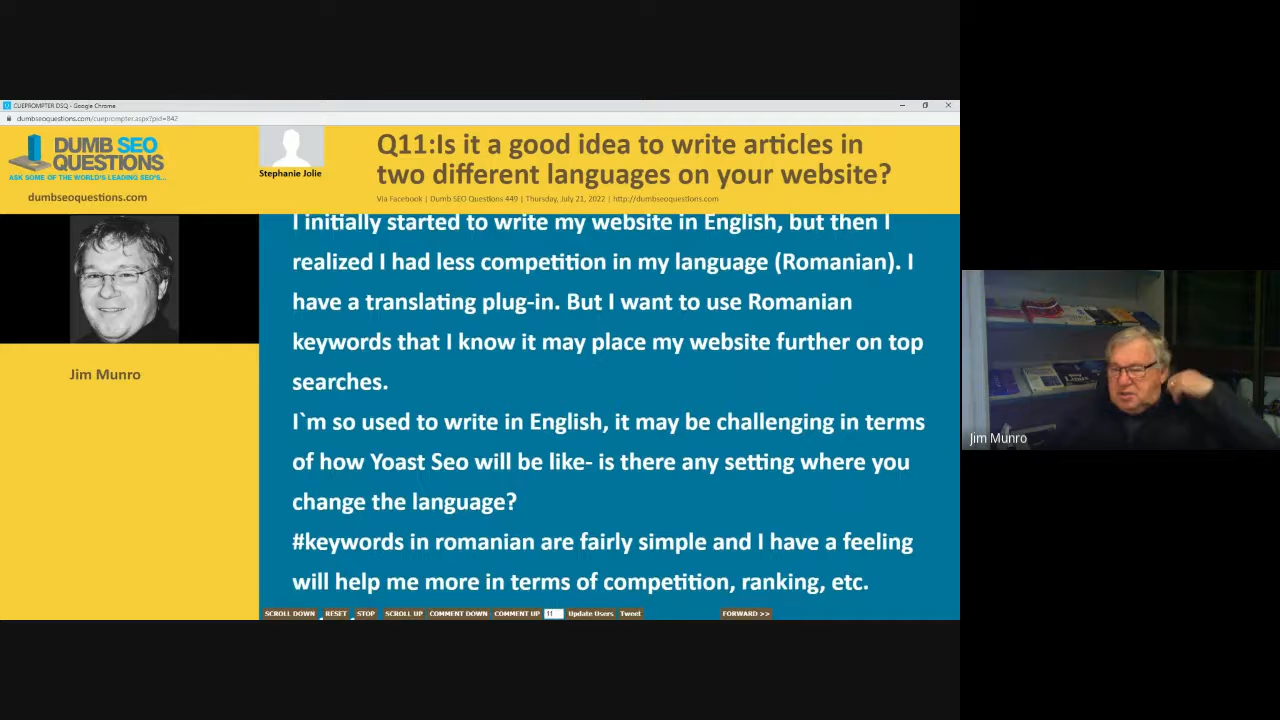 CUEPROMPTER DSQ - Google Chrome
dumbseoquestions.com/cueprompter.aspx?pid=842
DUMB SEO
QUESTIONS
ASK SOME OF THE WORLD'S LEADING SEO'S...
dumbseoquestions.com
Stephanie Jolie
Q11:Is it a good idea to write articles in
two different languages on your website?
Via Facebook | Dumb SEO Questions 449 | Thursday, July 21, 2022 | http://dumbseoquestions.com
Jim Munro
I initially started to write my website in English, but then I
realized I had less competition in my language (Romanian). I
have a translating plug-in. But I want to use Romanian
keywords that I know it may place my website further on top
searches.
I`m so used to write in English, it may be challenging in terms
of how Yoast Seo will be like- is there any setting where you
change the language?
#keywords in romanian are fairly simple and I have a feeling
will help me more in terms of competition, ranking, etc.
SCROLL DOWN RESET STOP SCROLL UP COMMENT DOWN COMMENT UP 11 Update Users Tweet FORWARD >>
Jim Munro